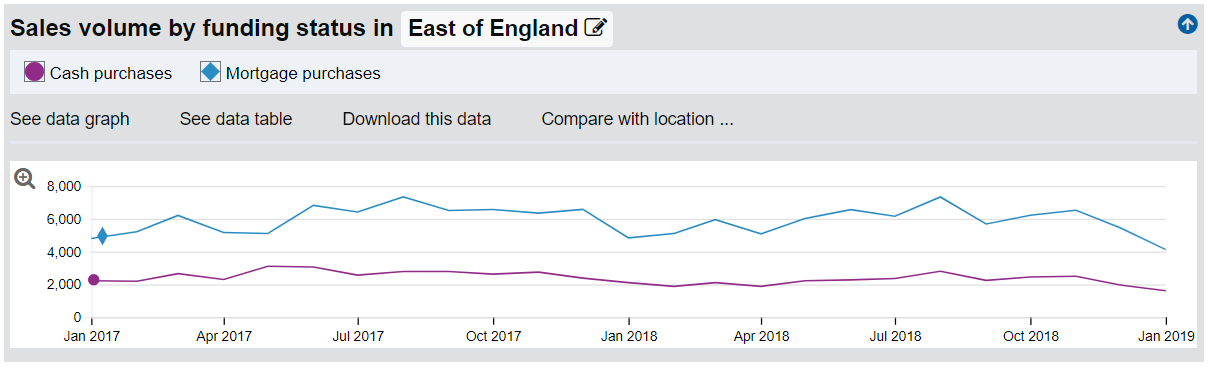 Sales volume by funding status in East of England
Cash purchases Mortgage purchases
See data graph See data table Download this data Compare with location ...
8,000
6,000
4,000
2,000
0
Jan 2017 Apr 2017 Jul 2017 Oct 2017 Jan 2018 Apr 2018 Jul 2018 Oct 2018 Jan 2019